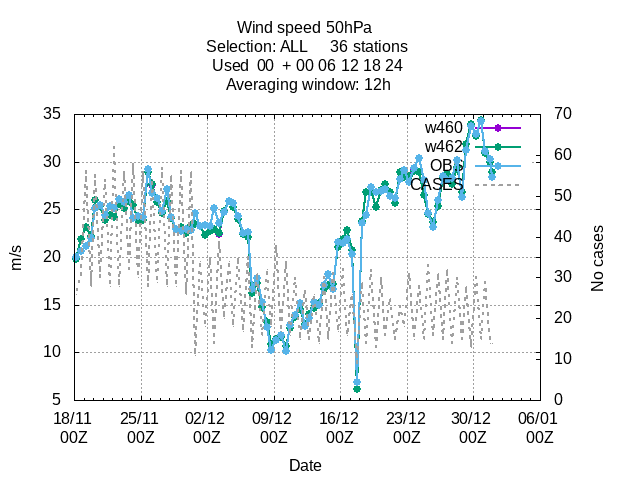 Wind speed 50hPa
Selection: ALL 36 stations
Used 00 + 00 06 12 18 24
Averaging window: 12h
35
30
25
20
15
10
5
70
60
50
40
30
20
10
0
m/s
No cases
w460
w462
OBS
CASES
18/11 25/11 02/12 09/12 16/12 23/12 30/12 06/01
00Z 00Z 00Z 00Z 00Z 00Z 00Z 00Z
Date